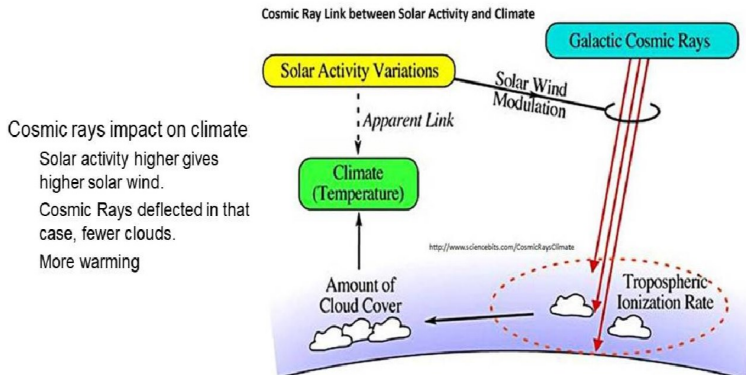 Cosmic Ray Link between Solar Activity and Climate
Galactic Cosmic Rays
Solar Activity Variations
Solar Wind
Modulation
Apparent Link
Cosmic rays impact on climate
Solar activity higher gives
higher solar wind.
Cosmic Rays deflected in that
case, fewer clouds.
More warming
Climate
(Temperature)
http://www.sciencebits.com/CosmicRaysClimate
Amount of
Cloud Cover
Tropospheric
Ionization Rate